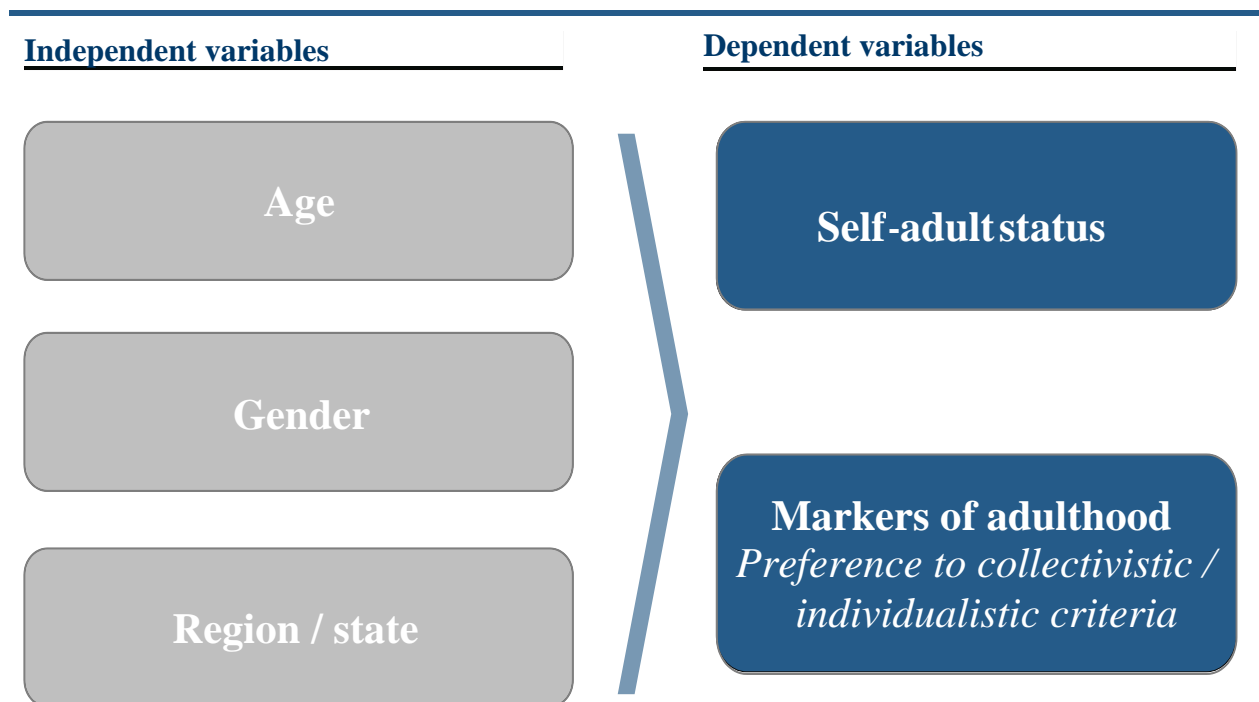 Independent variables
Dependent variables
Age
Gender
Region / state
Self-adult status
Markers of adulthood
Preference to collectivistic /
individualistic criteria